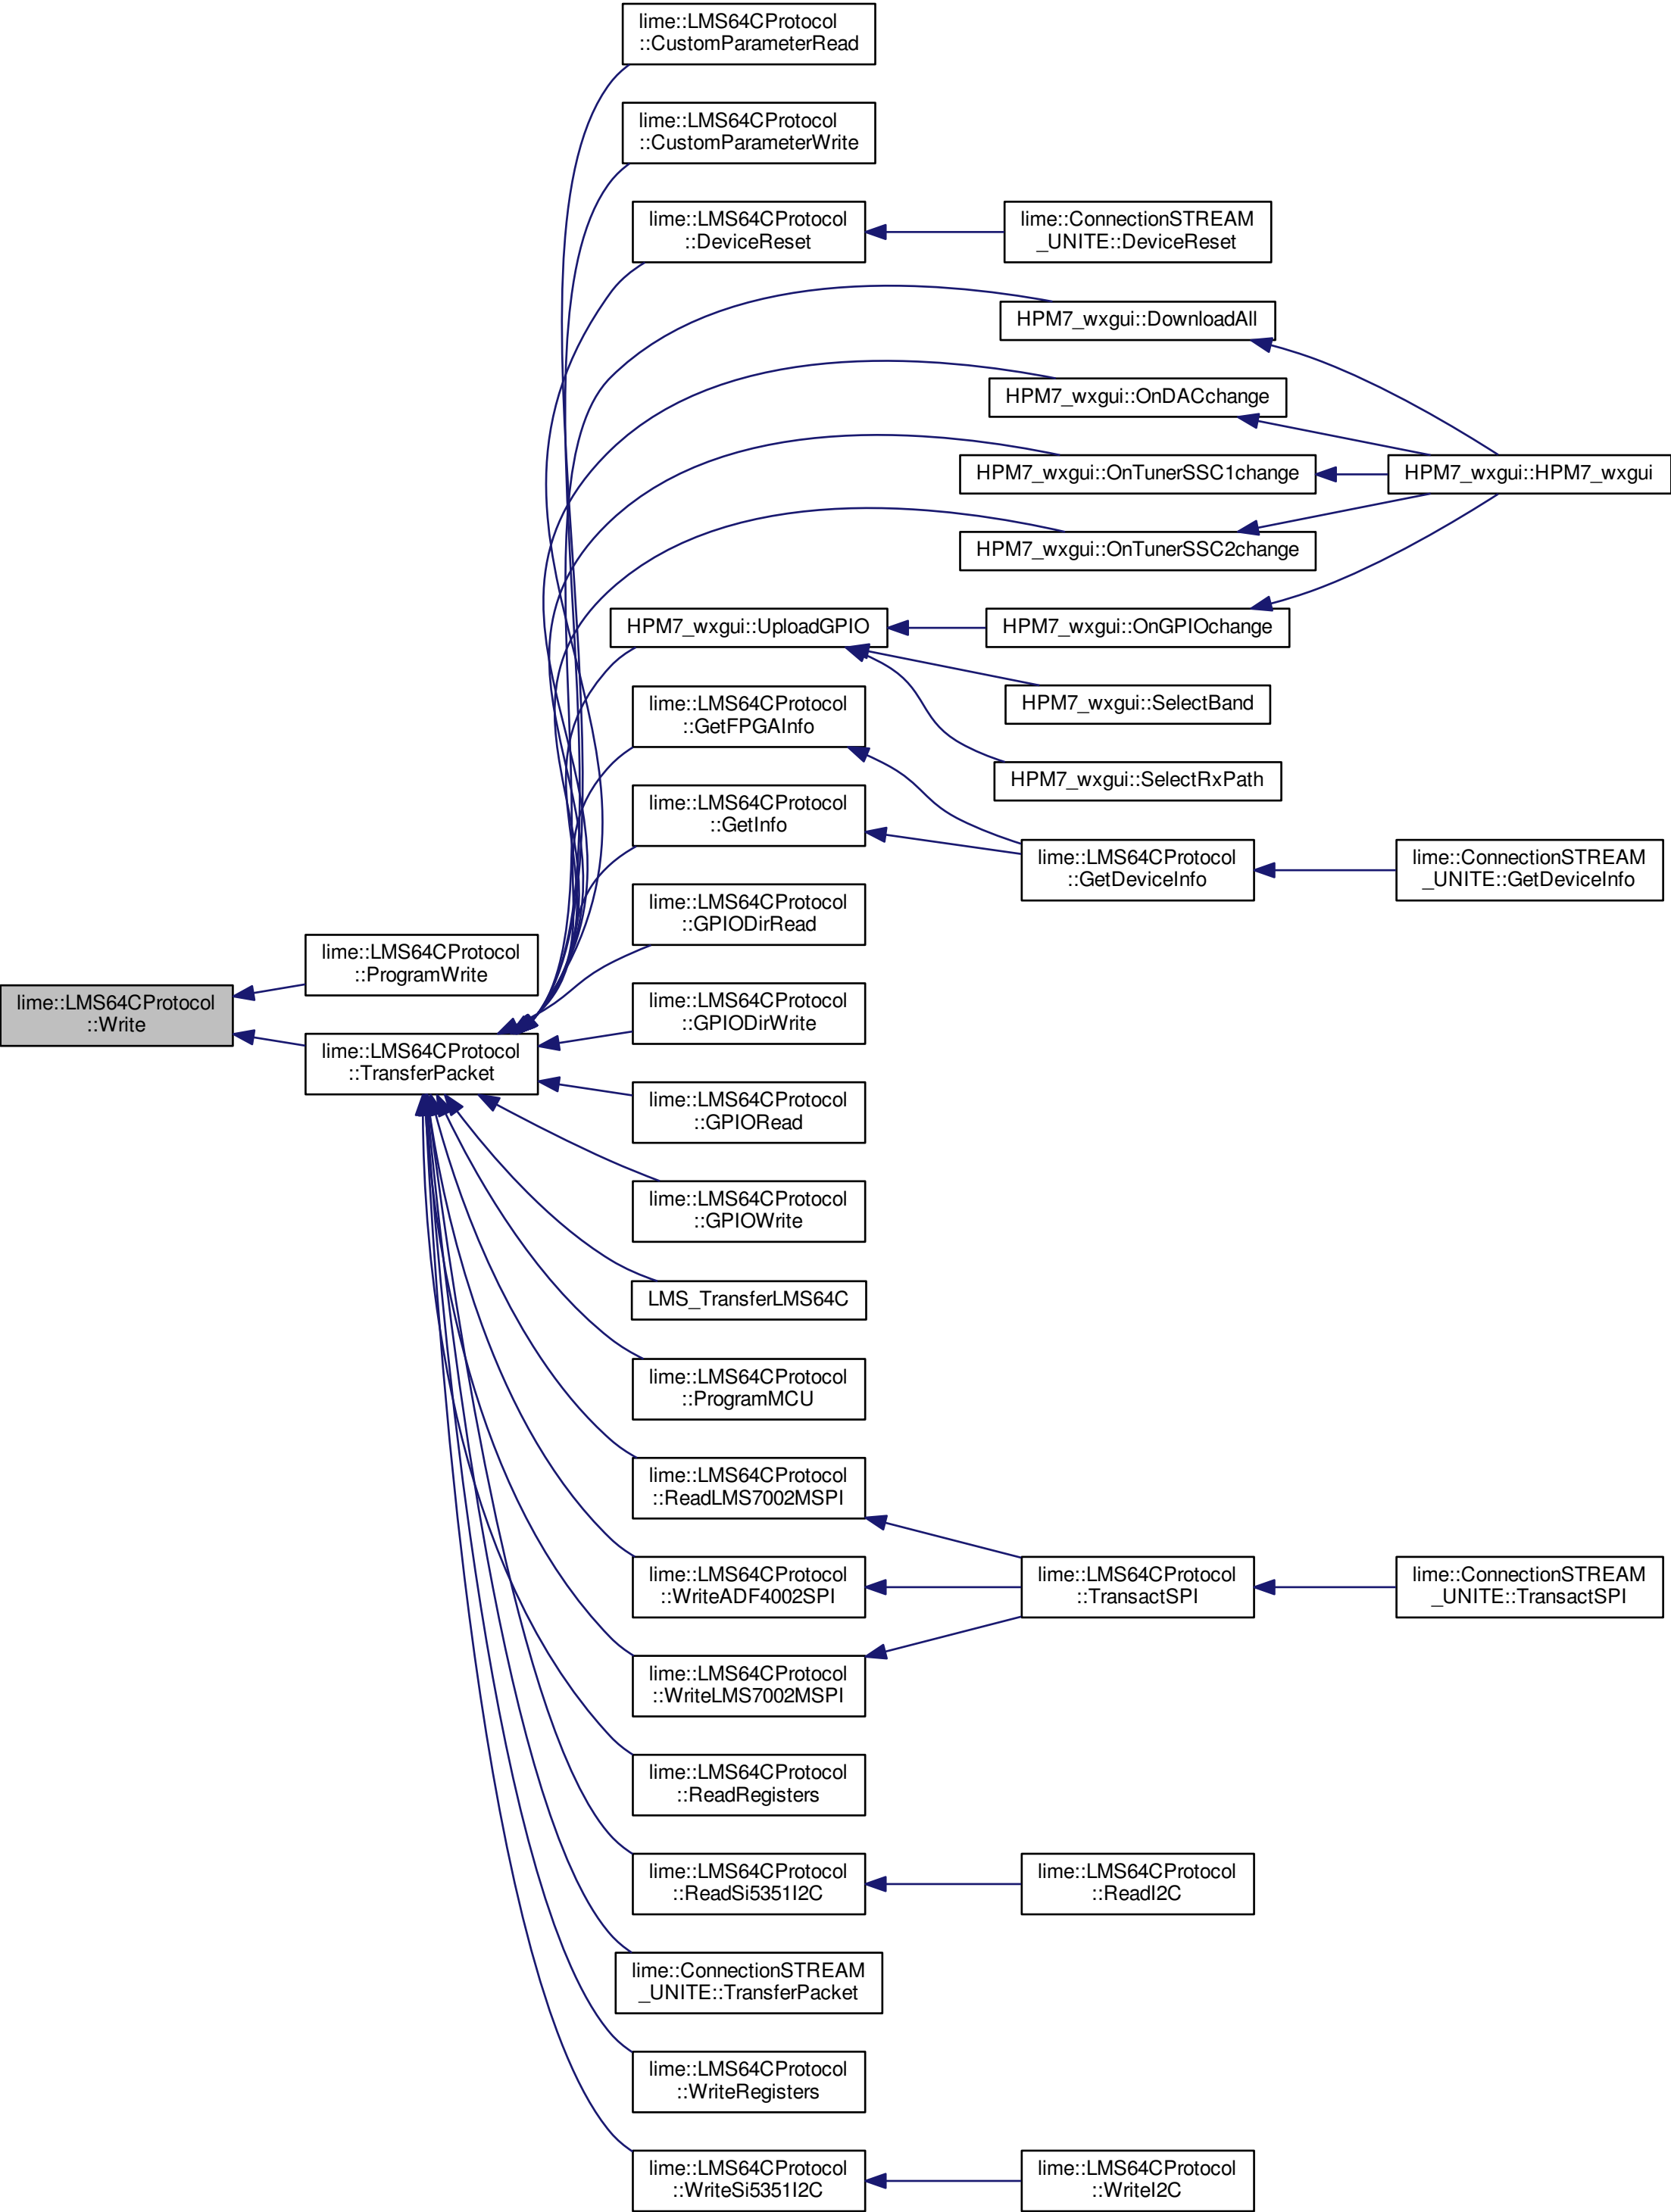 lime::LMS64CProtocol
::CustomParameterRead
lime::LMS64CProtocol
::CustomParameterWrite
lime::LMS64CProtocol
::DeviceReset
lime::ConnectionSTREAM
_UNITE::DeviceReset
HPM7_wxgui::DownloadAll
HPM7_wxgui::OnDACchange
HPM7_wxgui::OnTunerSSC1change
HPM7_wxgui::HPM7_wxgui
HPM7_wxgui::OnTunerSSC2change
HPM7_wxgui::UploadGPIO
HPM7_wxgui::OnGPIOchange
HPM7_wxgui::SelectBand
lime::LMS64CProtocol
::GetFPGAInfo
HPM7_wxgui::SelectRxPath
lime::LMS64CProtocol
::GetInfo
lime::LMS64CProtocol
::GetDeviceInfo
lime::ConnectionSTREAM
_UNITE::GetDeviceInfo
lime::LMS64CProtocol
::GPIODirRead
lime::LMS64CProtocol
::ProgramWrite
lime::LMS64CProtocol
::Write
lime::LMS64CProtocol
::GPIODirWrite
lime::LMS64CProtocol
::TransferPacket
lime::LMS64CProtocol
::GPIORead
lime::LMS64CProtocol
::GPIOWrite
LMS_TransferLMS64C
lime::LMS64CProtocol
::ProgramMCU
lime::LMS64CProtocol
::ReadLMS7002MSPI
lime::LMS64CProtocol
::WriteADF4002SPI
lime::LMS64CProtocol
::TransactSPI
lime::ConnectionSTREAM
_UNITE::TransactSPI
lime::LMS64CProtocol
::WriteLMS7002MSPI
lime::LMS64CProtocol
::ReadRegisters
lime::LMS64CProtocol
::ReadSi5351I2C
lime::LMS64CProtocol
::ReadI2C
lime::ConnectionSTREAM
_UNITE::TransferPacket
lime::LMS64CProtocol
::WriteRegisters
lime::LMS64CProtocol
::WriteSi5351I2C
lime::LMS64CProtocol
::WriteI2C